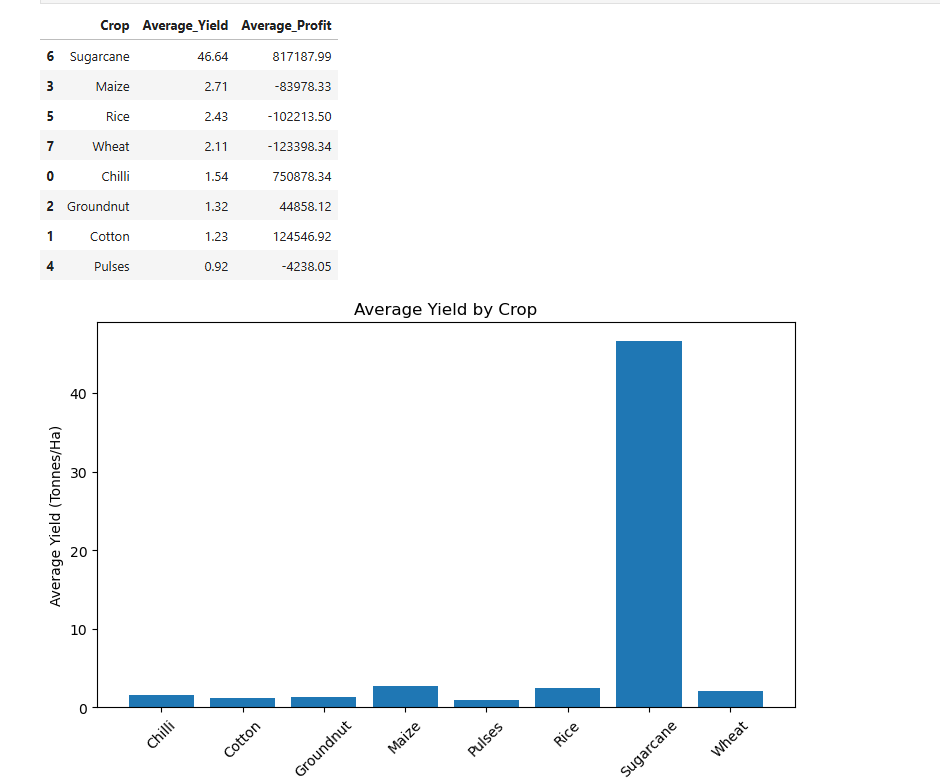 Crop Average_Yield Average_Profit
6 Sugarcane 46.64 817187.99
3 Maize 2.71 -83978.33
5 Rice 2.43 -102213.50
7 Wheat 2.11 -123398.34
0 Chilli 1.54 750878.34
2 Groundnut 1.32 44858.12
1 Cotton 1.23 124546.92
4 Pulses 0.92 -4238.05
Average Yield by Crop
Average Yield (Tonnes/Ha)
40
30
20
10
0
Chilli Cotton Groundnut Maize Pulses Rice Sugarcane Wheat